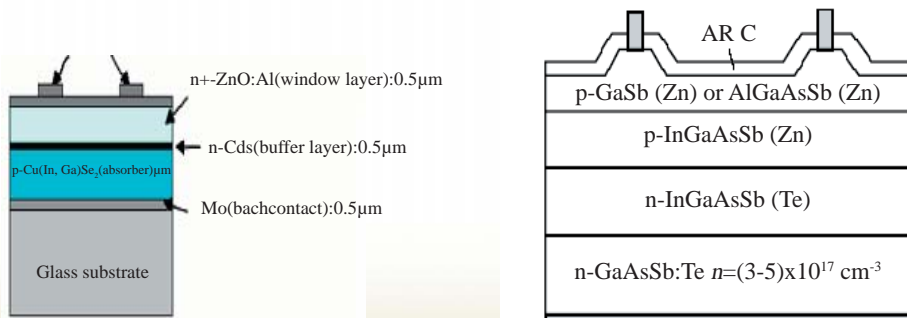 n+-ZnO:Al(window layer):0.5μm
n-Cds(buffer layer):0.5μm
p-Cu(In, Ga)Se₂(absorber)μm
Mo(bachcontact):0.5μm
Glass substrate
AR C
p-GaSb (Zn) or AlGaAsSb (Zn)
p-InGaAsSb (Zn)
n-InGaAsSb (Te)
n-GaAsSb:Te n=(3-5)x10¹⁷ cm⁻³